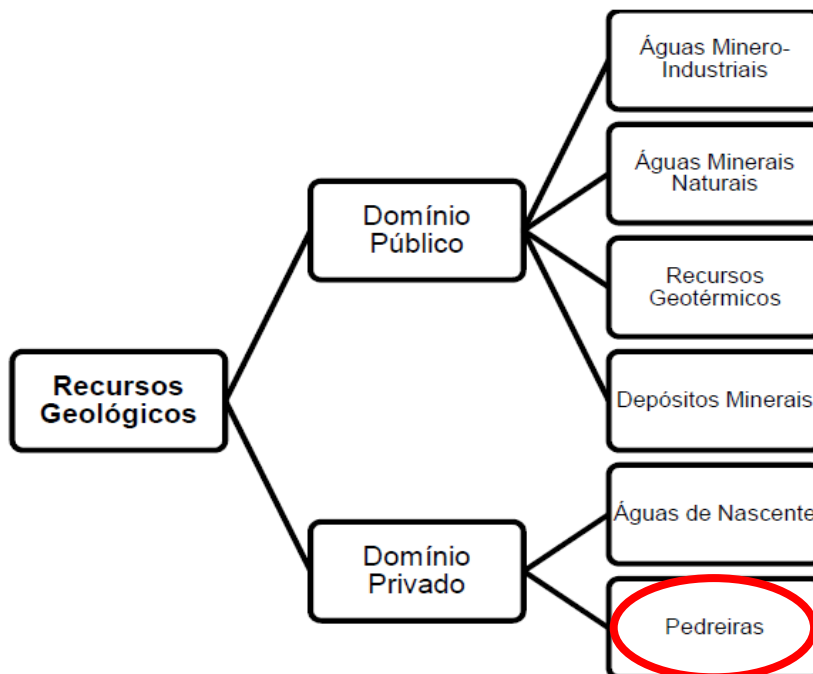 Recursos
Geológicos
Domínio
Público
Águas Minero-
Industriais
Águas Minerais
Naturais
Recursos
Geotérmicos
Depósitos Minerais
Domínio
Privado
Águas de Nascente
Pedreiras